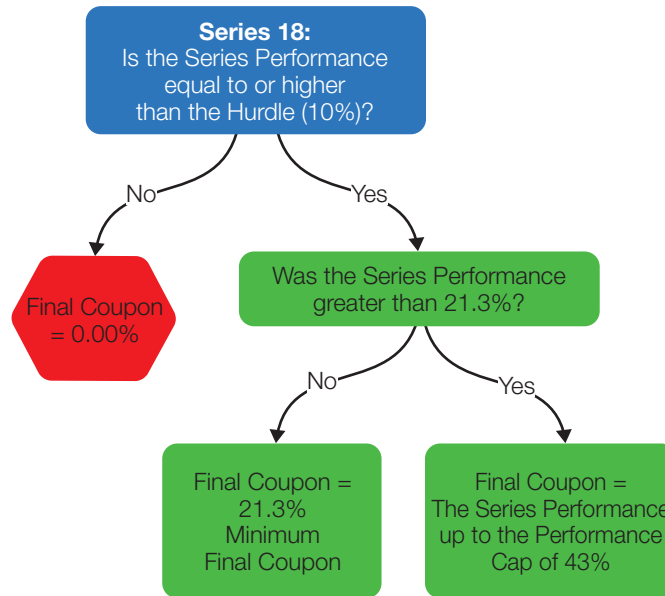 Series 18:
Is the Series Performance
equal to or higher
than the Hurdle (10%)?
No
Yes
Final Coupon
= 0.00%
Was the Series Performance
greater than 21.3%?
No
Yes
Final Coupon =
21.3%
Minimum
Final Coupon
Final Coupon =
The Series Performance
up to the Performance
Cap of 43%